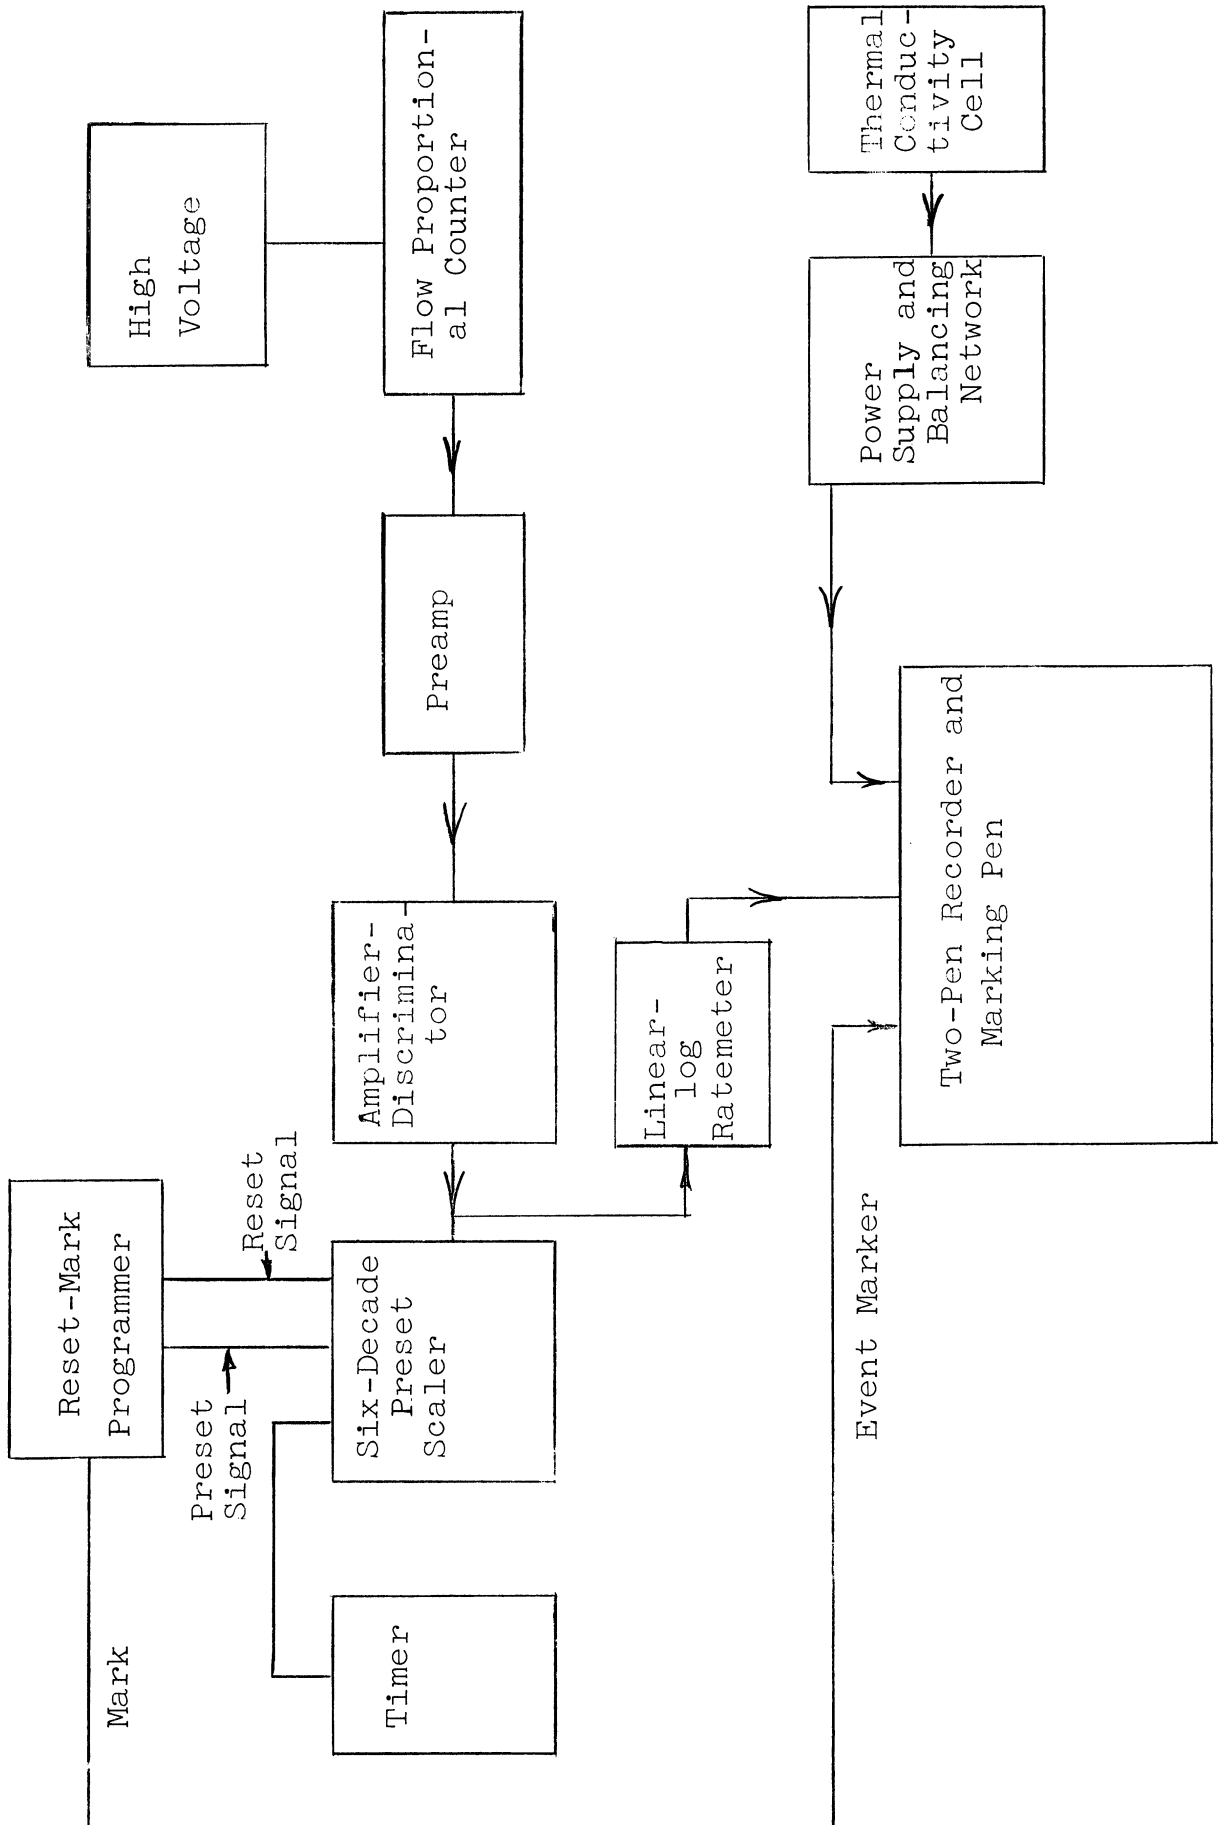 High
Voltage
Flow Proportion-
al Counter
Preamp
Amplifier-
Discrimina-
tor
Reset-Mark
Programmer
Reset
Signal
Preset
Signal
Mark
Six-Decade
Preset
Scaler
Timer
Linear-
log
Ratemeter
Thermal
Conduc-
tivity
Cell
Power
Supply and
Balancing
Network
Two-Pen Recorder and
Marking Pen
Event Marker